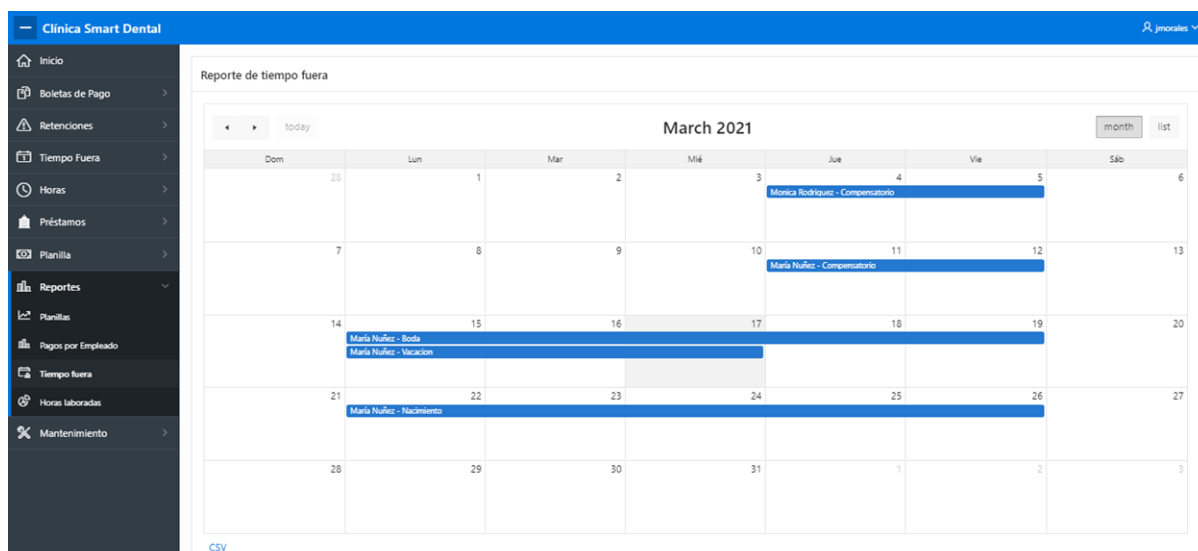 Clínica Smart Dental
jmorales
Inicio
Boletas de Pago
Retenciones
Tiempo Fuera
Horas
Préstamos
Planilla
Reportes
Planillas
Pagos por Empleado
Tiempo fuera
Horas laboradas
Mantenimiento
Reporte de tiempo fuera
today March 2021 month list
Dom Lun Mar Mié Jue Vie Sáb
28 1 2 3 4 5 6
Monica Rodriquez - Compensatorio
7 8 9 10 11 12 13
María Nuñez - Compensatorio
14 15 16 17 18 19 20
María Nuñez - Boda
María Nuñez - Vacacion
21 22 23 24 25 26 27
María Nuñez - Nacimiento
28 29 30 31 1 2 3
CSV